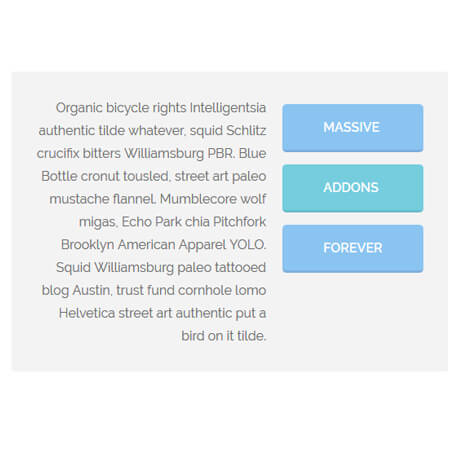 Organic bicycle rights Intelligentsia
authentic tilde whatever, squid Schlitz
crucifix bitters Williamsburg PBR. Blue
Bottle cronut tousled, street art paleo
mustache flannel. Mumblecore wolf
migas, Echo Park chia Pitchfork
Brooklyn American Apparel YOLO.
Squid Williamsburg paleo tattooed
blog Austin, trust fund cornhole lomo
Helvetica street art authentic put a
bird on it tilde.
MASSIVE
ADDONS
FOREVER